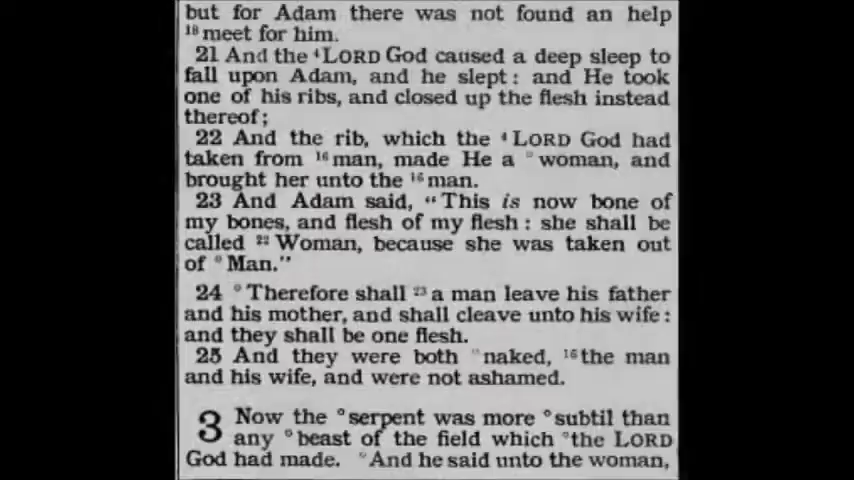 but for Adam there was not found an help
18 meet for him.
21 And the 4 LORD God caused a deep sleep to
fall upon Adam, and he slept : and He took
one of his ribs, and closed up the flesh instead
thereof ;
22 And the rib, which the 4 LORD God had
taken from 16 man, made He a ° woman, and
brought her unto the 16 man.
23 And Adam said, "This is now bone of
my bones, and flesh of my flesh : she shall be
called 22 Woman, because she was taken out
of ° Man."
24 ° Therefore shall 23 a man leave his father
and his mother, and shall cleave unto his wife :
and they shall be one flesh.
25 And they were both ° naked, 16 the man
and his wife, and were not ashamed.
3 Now the ° serpent was more ° subtil than
any ° beast of the field which ° the LORD
God had made. ° And he said unto the woman,